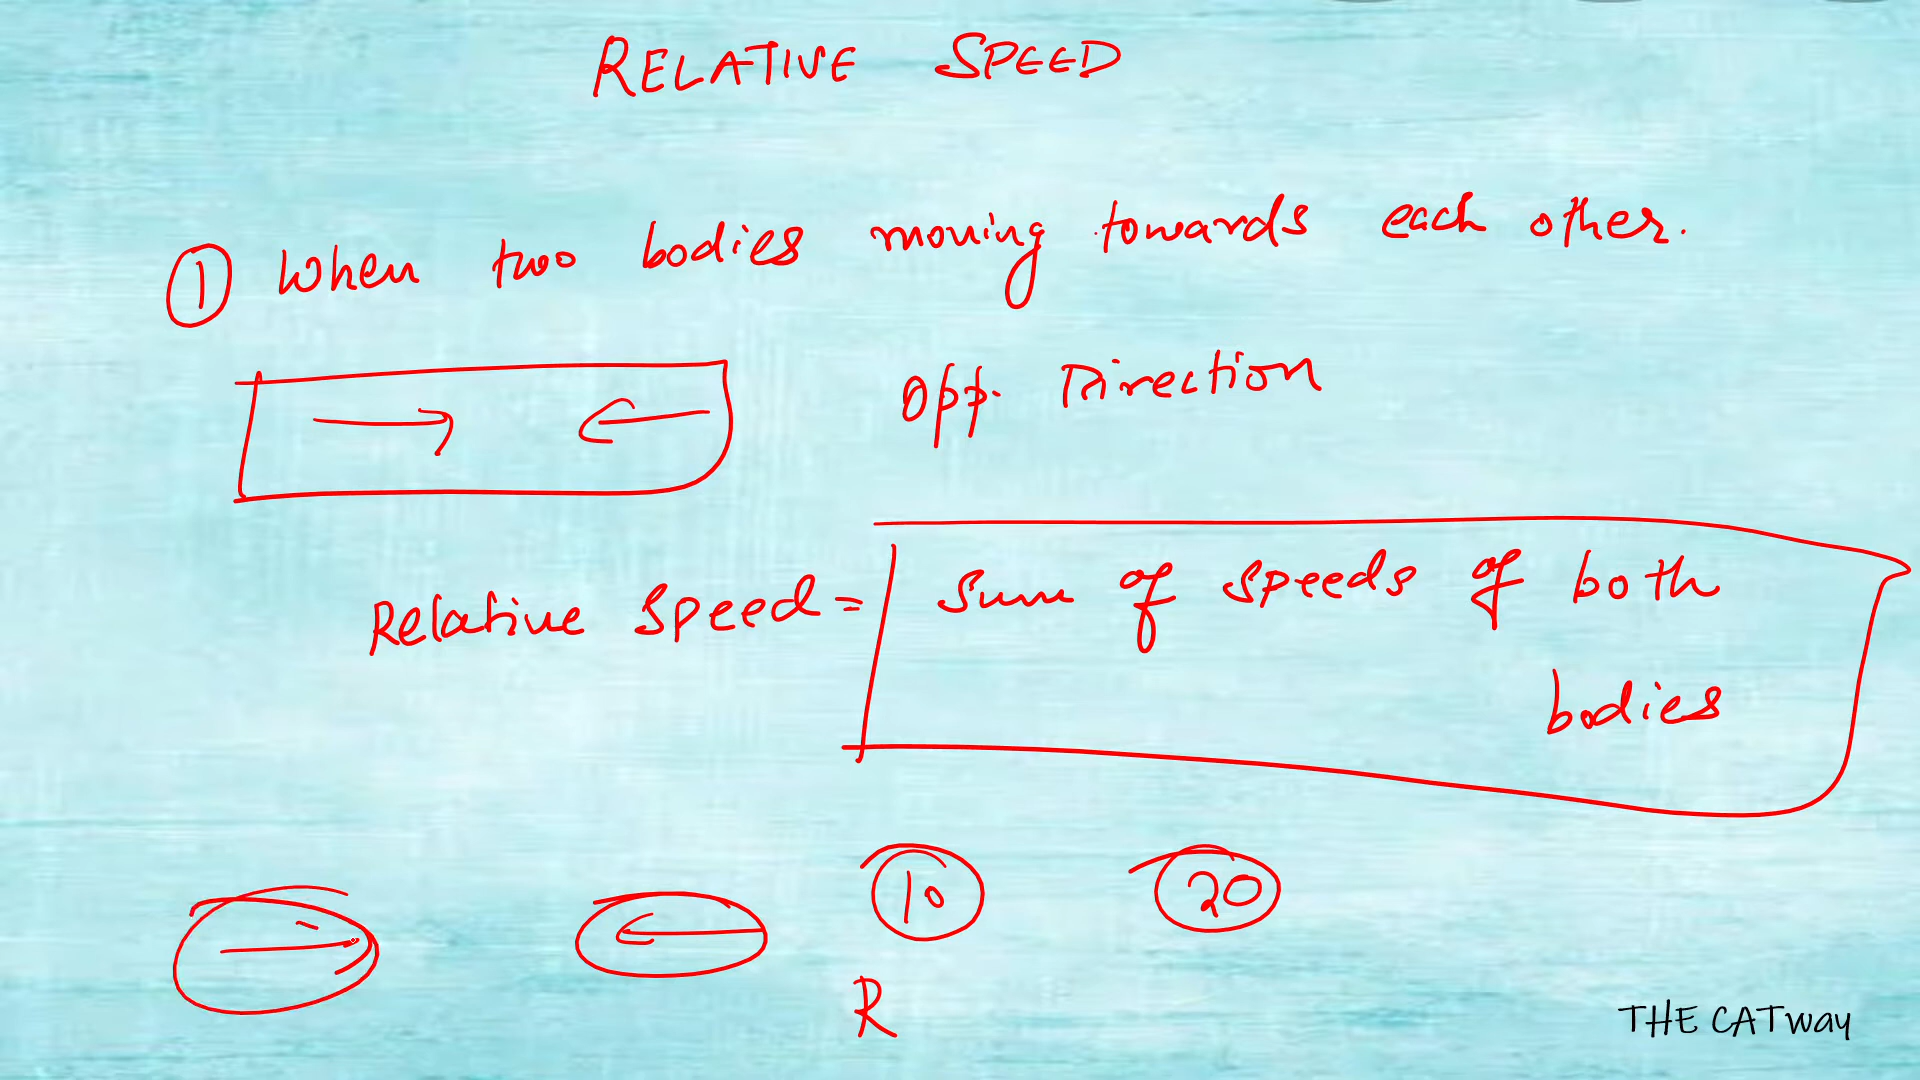 RELATIVE SPEED
① When two bodies moving towards each other.
Opp. Direction
Relative Speed = Sum of speeds of both
bodies
10 20
R
THE CATway